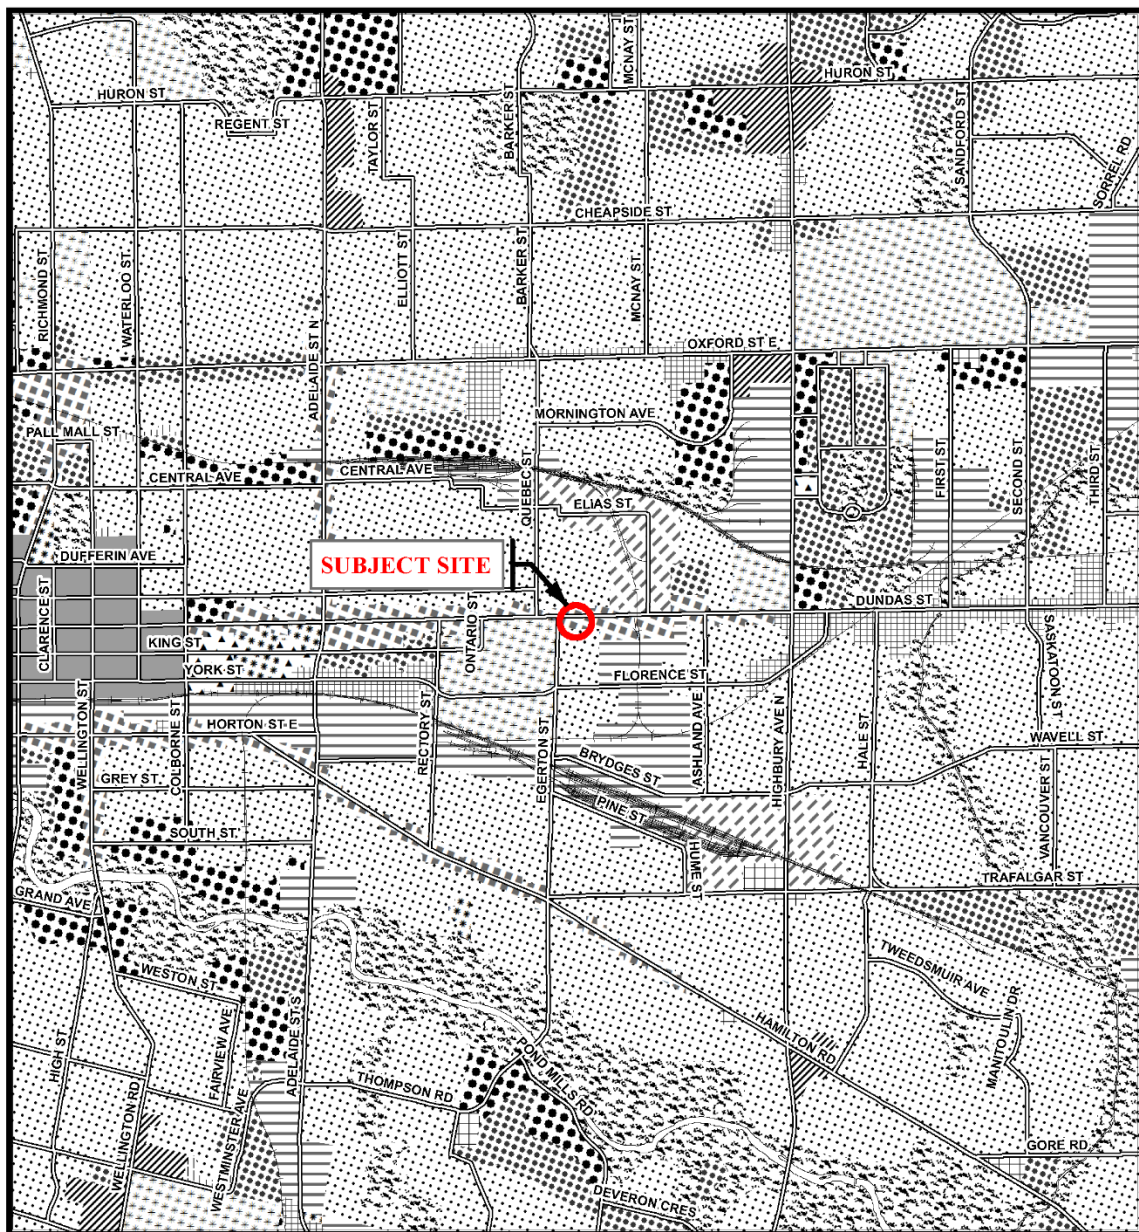 MCNAY ST
HURON ST
HURON ST
REGENT ST
TAYLOR ST
BARKER ST
SANDFORD ST
SORREL RD
CHEAPSIDE ST
RICHMOND ST
WATERLOO ST
ELLIOTT ST
BARKER ST
MCNAY ST
ADELAIDE ST N
OXFORD ST E
MORNINGTON AVE
PALL MALL ST
CENTRAL AVE
CENTRAL AVE
QUEBEC ST
ELIAS ST
FIRST ST
SECOND ST
THIRD ST
DUFFERIN AVE
SUBJECT SITE
CLARENCE ST
DUNDAS ST
KING ST
ONTARIO ST
YORK ST
FLORENCE ST
SASKATOON ST
WELLINGTON ST
COLBORNE ST
HORTON ST E
RECTORY ST
EGERTON ST
ASHLAND AVE
HIGHBURY AVE N
HALE ST
WAVELL ST
GREY ST
BRYDGES ST
PINE ST
VANCOUVER ST
SOUTH ST
HUME ST
TRAFALGAR ST
GRAND AVE
WESTON ST
TWEEDSMUIR AVE
HIGH ST
FAIRVIEW AVE
ADELAIDE ST S
POND MILLS RD
HAMILTON RD
MANITOULIN DR
THOMPSON RD
WELLINGTON RD
WESTMINSTER AVE
GORE RD
DEVERON CRES